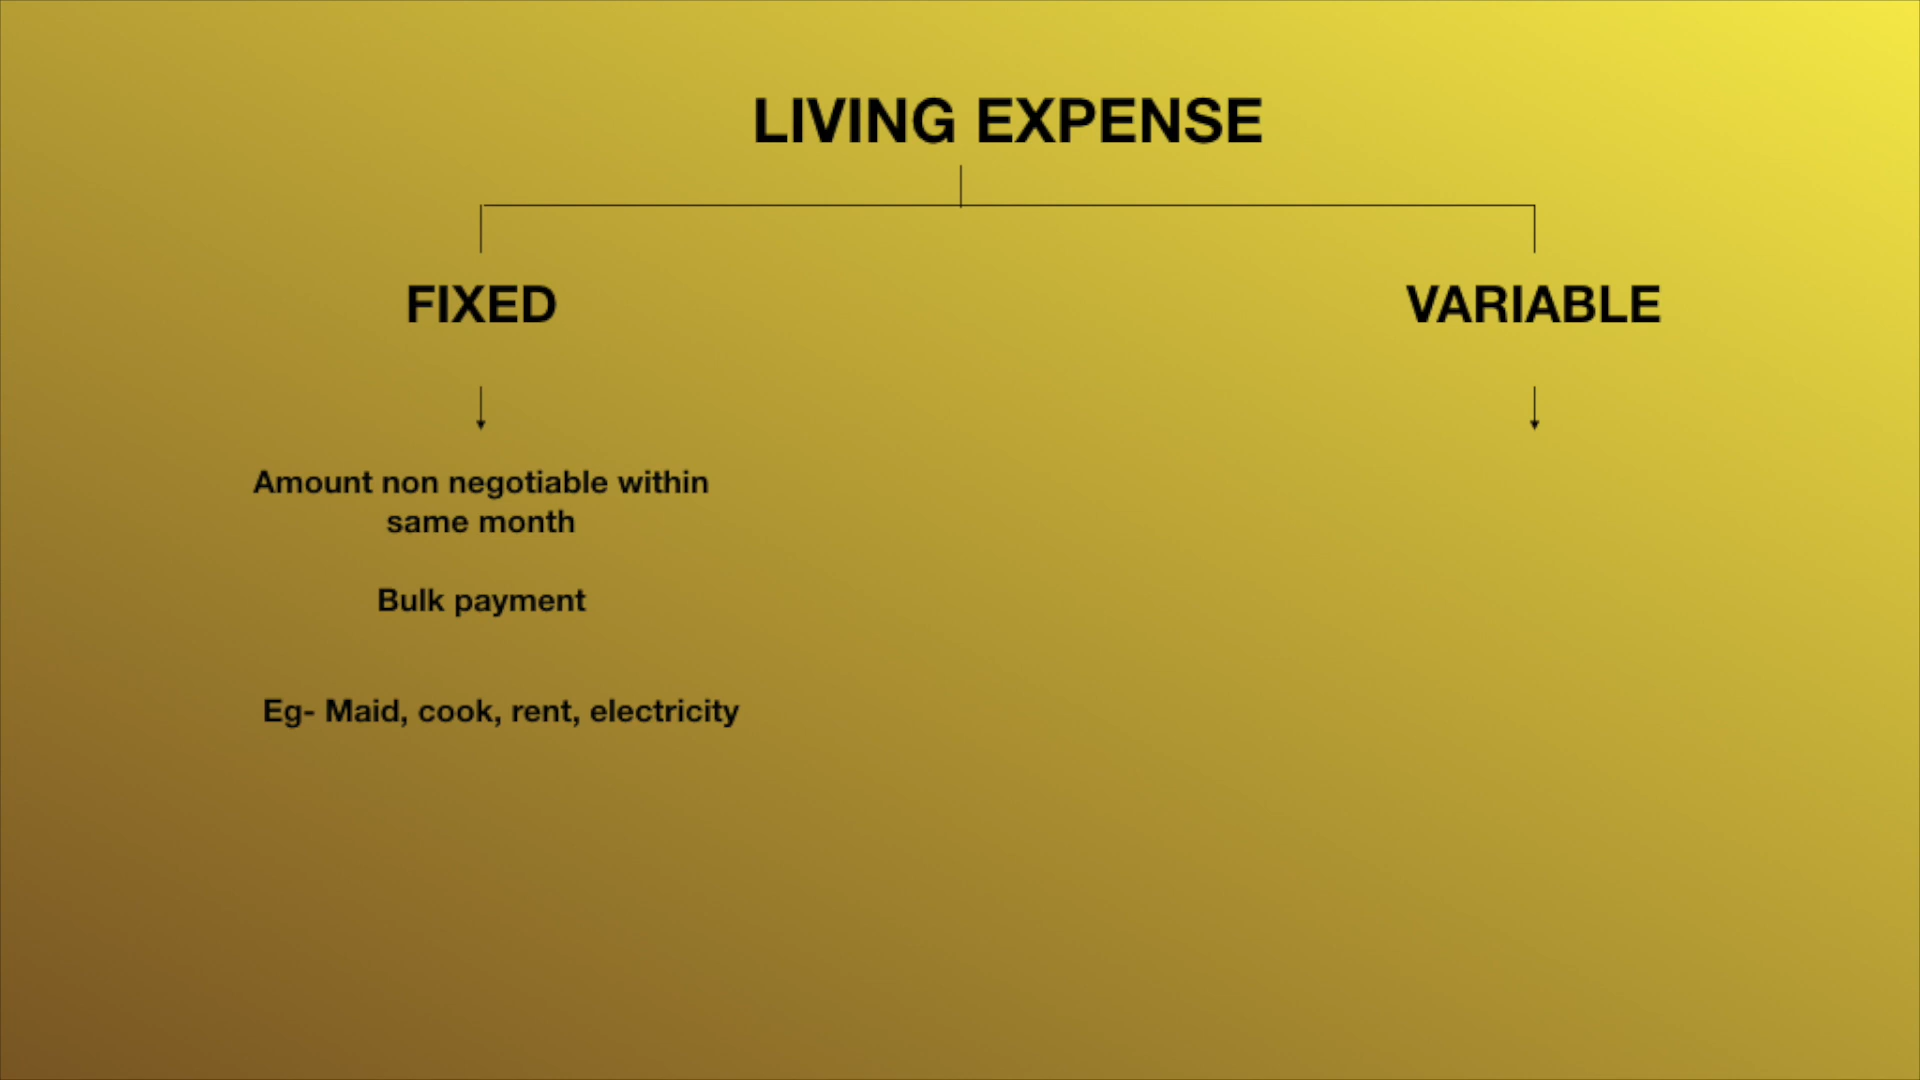 LIVING EXPENSE
FIXED
VARIABLE
Amount non negotiable within
same month
Bulk payment
Eg- Maid, cook, rent, electricity